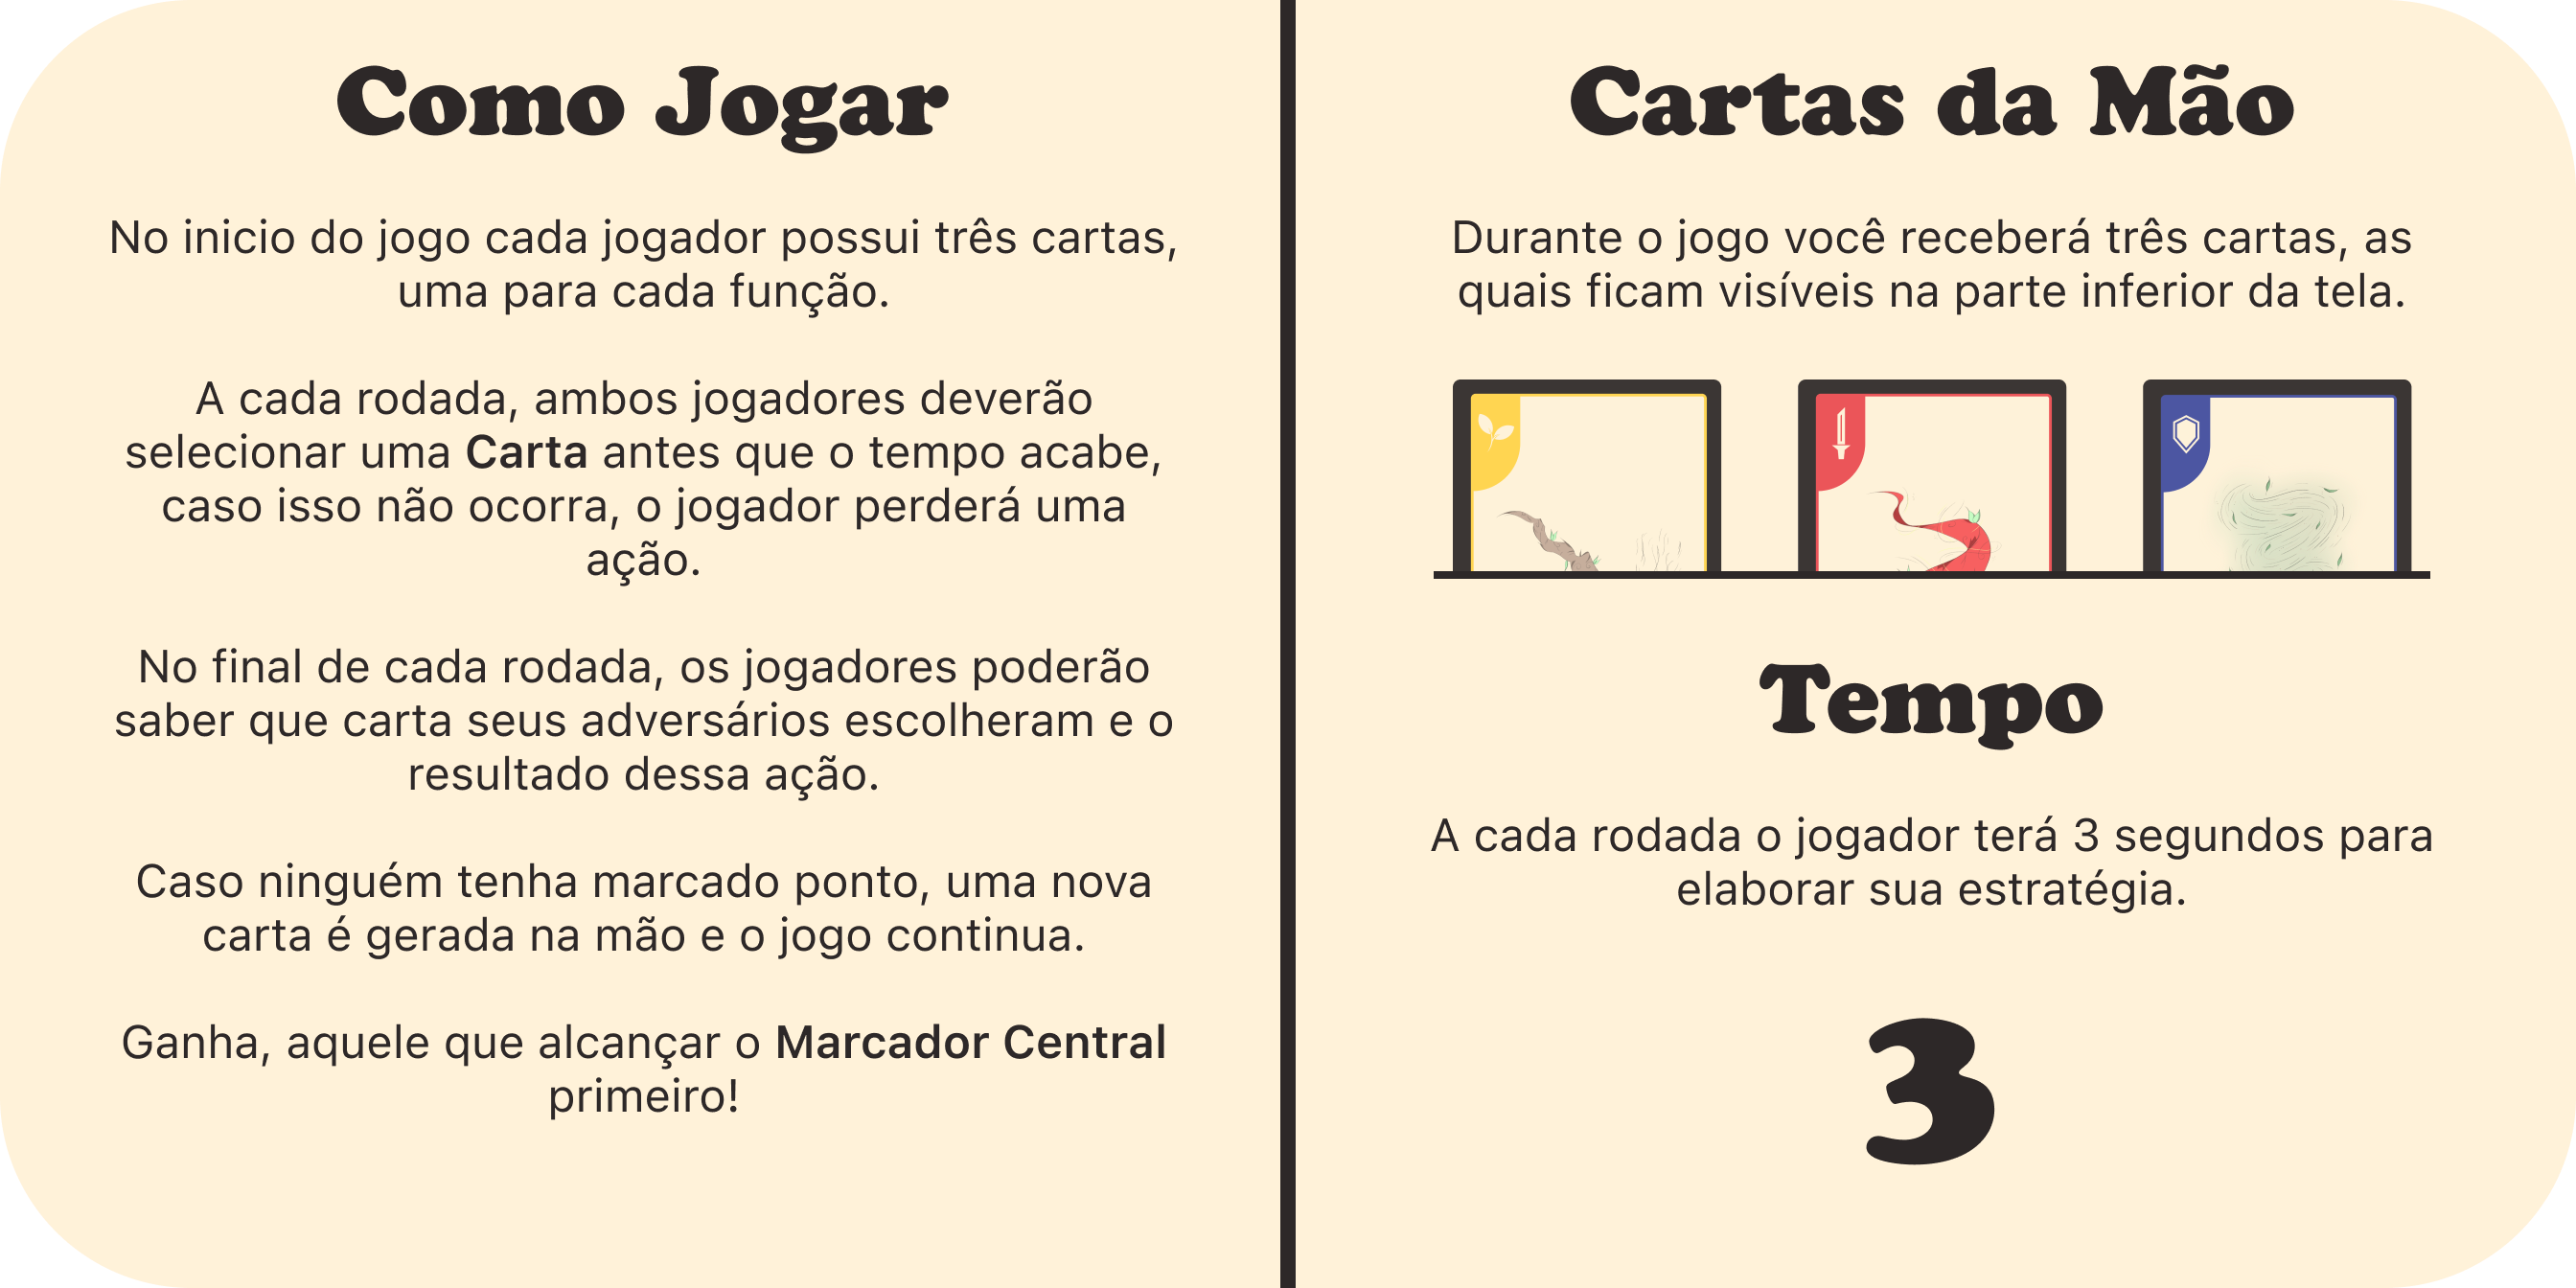 Como Jogar
No inicio do jogo cada jogador possui três cartas,
uma para cada função.
A cada rodada, ambos jogadores deverão
selecionar uma Carta antes que o tempo acabe,
caso isso não ocorra, o jogador perderá uma
ação.
No final de cada rodada, os jogadores poderão
saber que carta seus adversários escolheram e o
resultado dessa ação.
Caso ninguém tenha marcado ponto, uma nova
carta é gerada na mão e o jogo continua.
Ganha, aquele que alcançar o Marcador Central
primeiro!
Cartas da Mão
Durante o jogo você receberá três cartas, as
quais ficam visíveis na parte inferior da tela.
Tempo
A cada rodada o jogador terá 3 segundos para
elaborar sua estratégia.
3